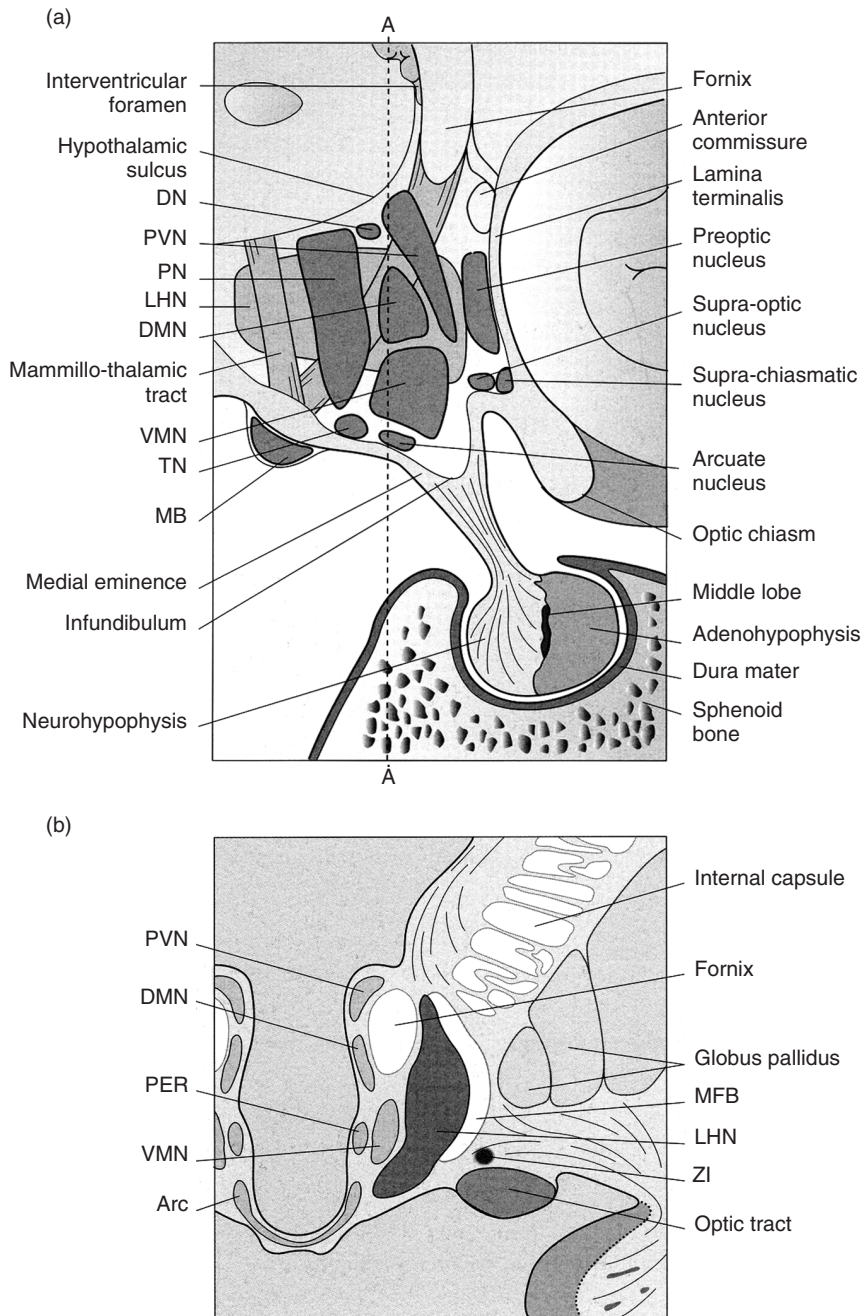 (a)
A
Interventricular
foramen
Hypothalamic
sulcus
DN
PVN
PN
LHN
DMN
Mammillo-thalamic
tract
VMN
TN
MB
Medial eminence
Infundibulum
Neurohypophysis
Fornix
Anterior
commissure
Lamina
terminalis
Preoptic
nucleus
Supra-optic
nucleus
Supra-chiasmatic
nucleus
Arcuate
nucleus
Optic chiasm
Middle lobe
Adenohypophysis
Dura mater
Sphenoid
bone
A
(b)
PVN
DMN
PER
VMN
Arc
Internal capsule
Fornix
Globus pallidus
MFB
LHN
ZI
Optic tract